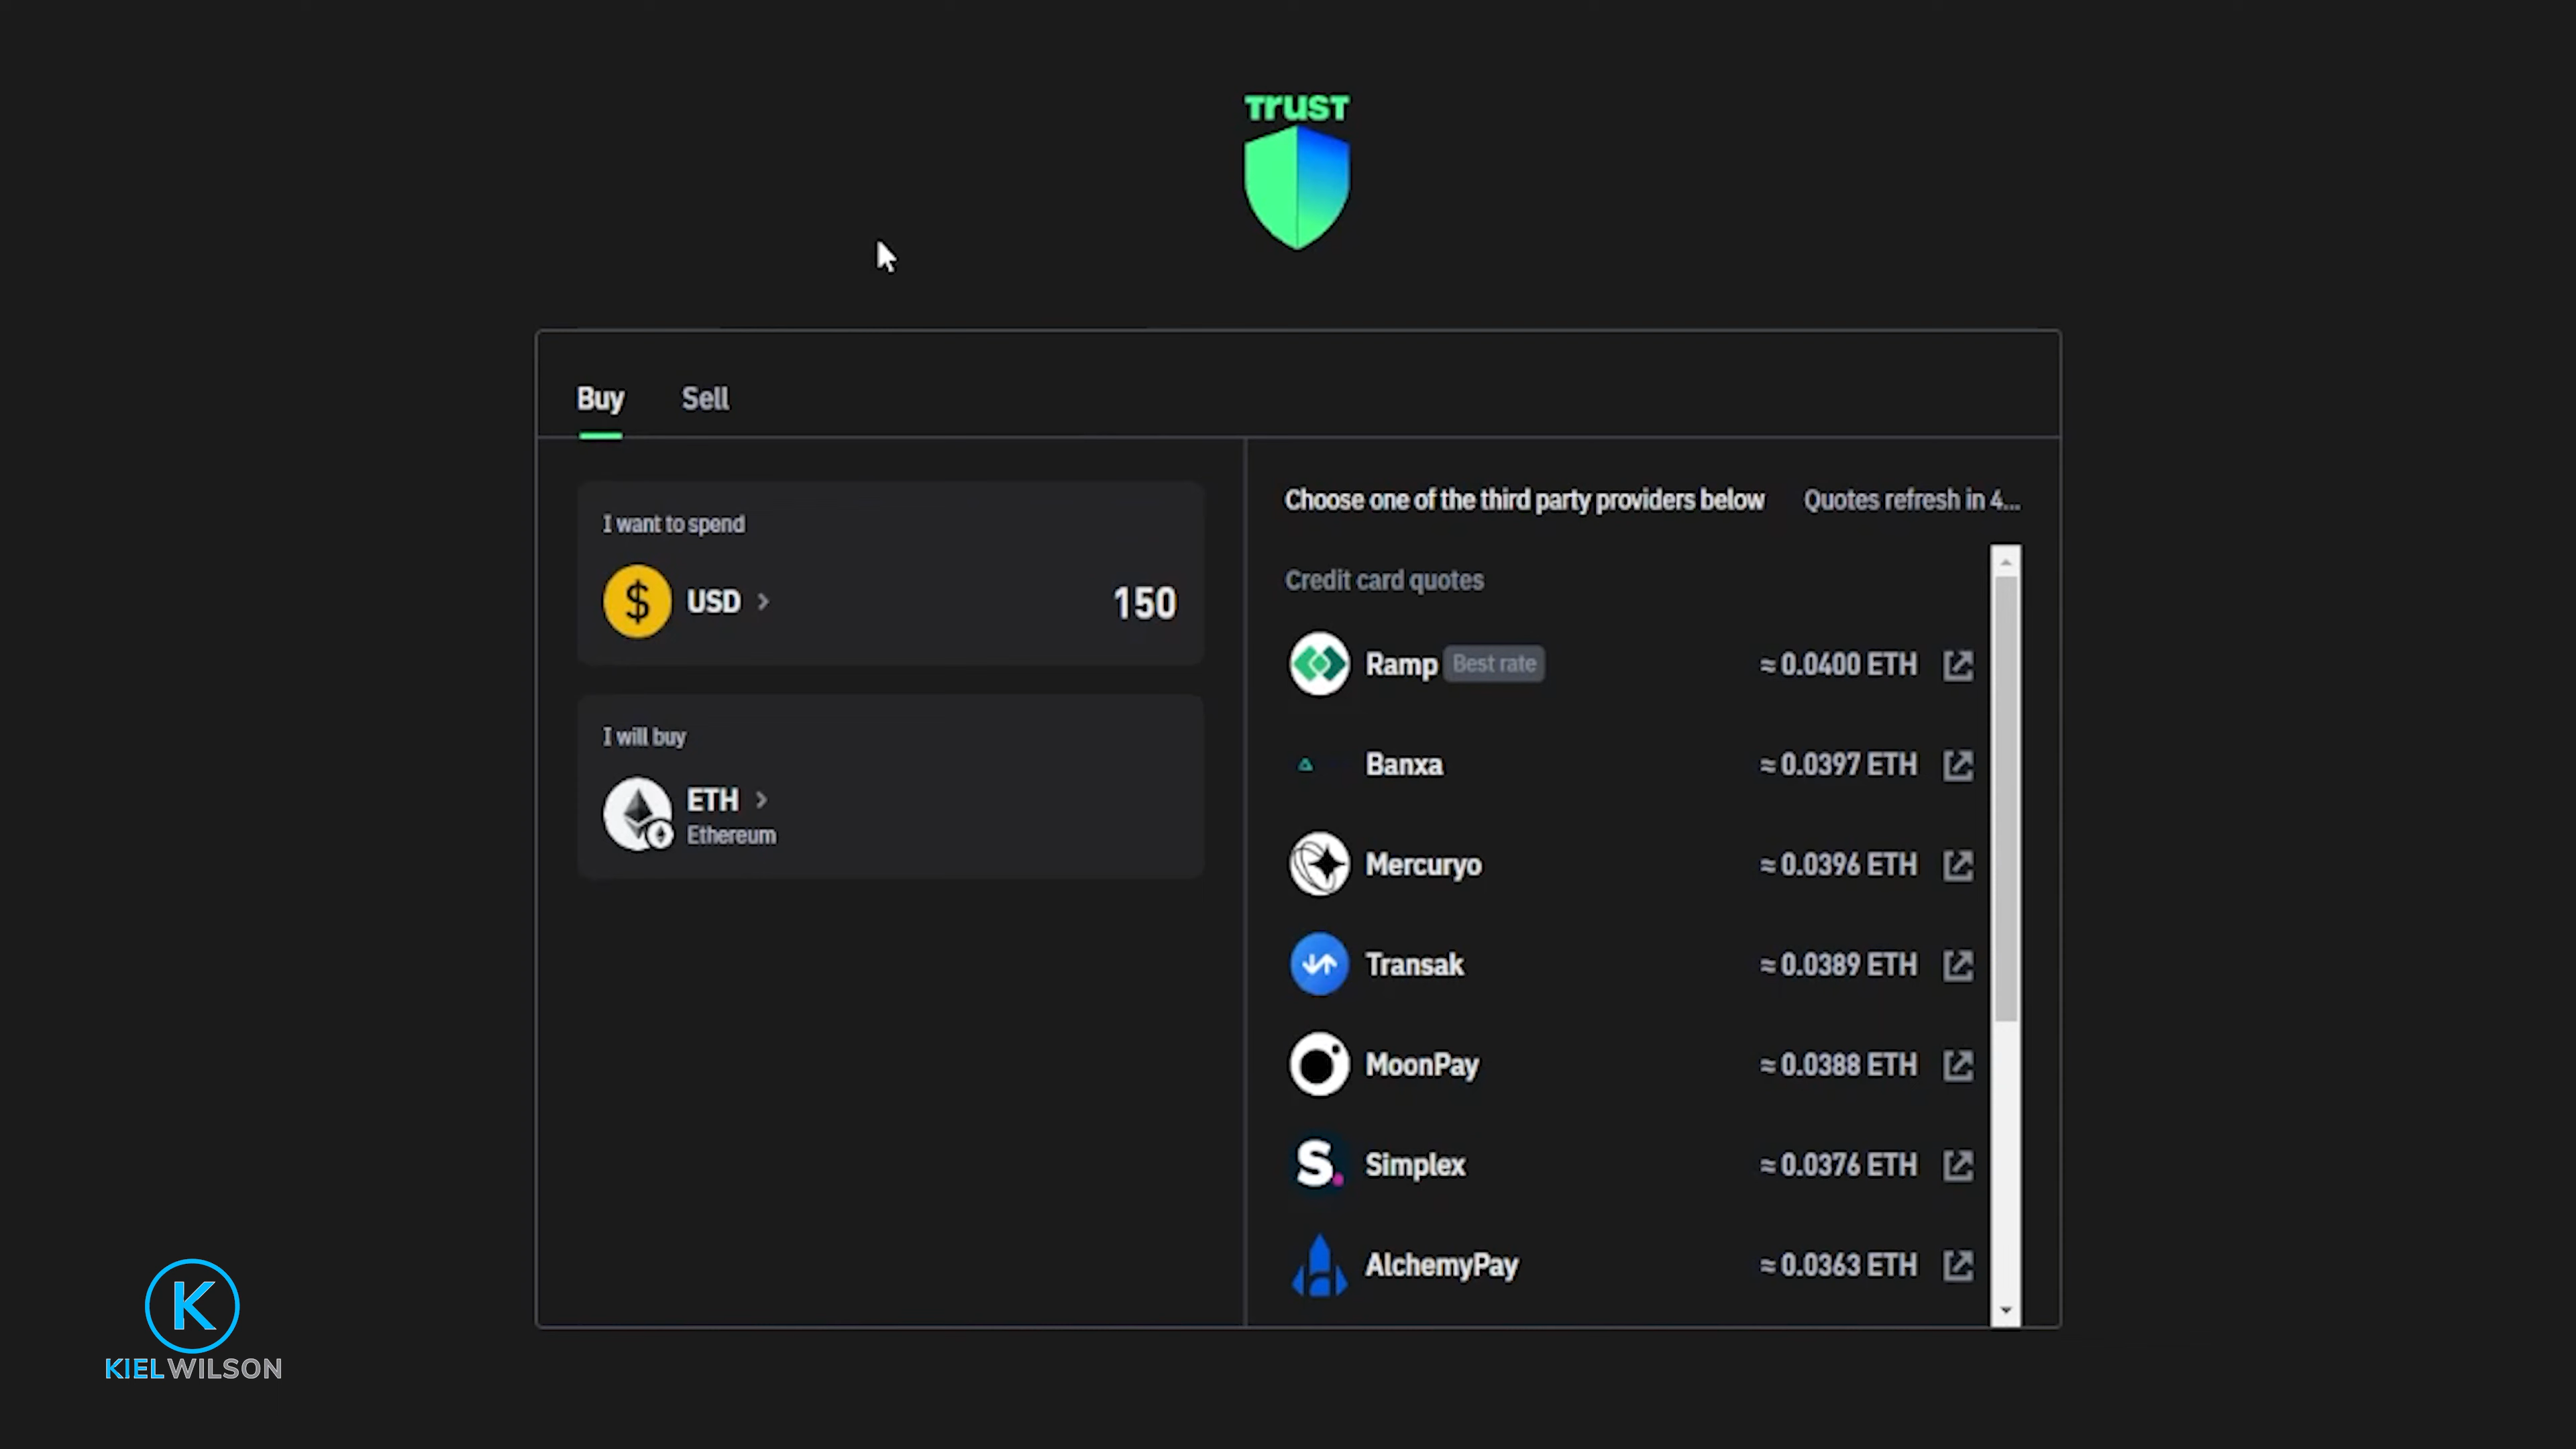 TRUST
Buy Sell
I want to spend
$ USD > 150
I will buy
ETH >
Ethereum
Choose one of the third party providers below Quotes refresh in 4...
Credit card quotes
Ramp Best rate ≈ 0.0400 ETH
Banxa ≈ 0.0397 ETH
Mercuryo ≈ 0.0396 ETH
Transak ≈ 0.0389 ETH
MoonPay ≈ 0.0388 ETH
S. Simplex ≈ 0.0376 ETH
AlchemyPay ≈ 0.0363 ETH
K
KIELWILSON